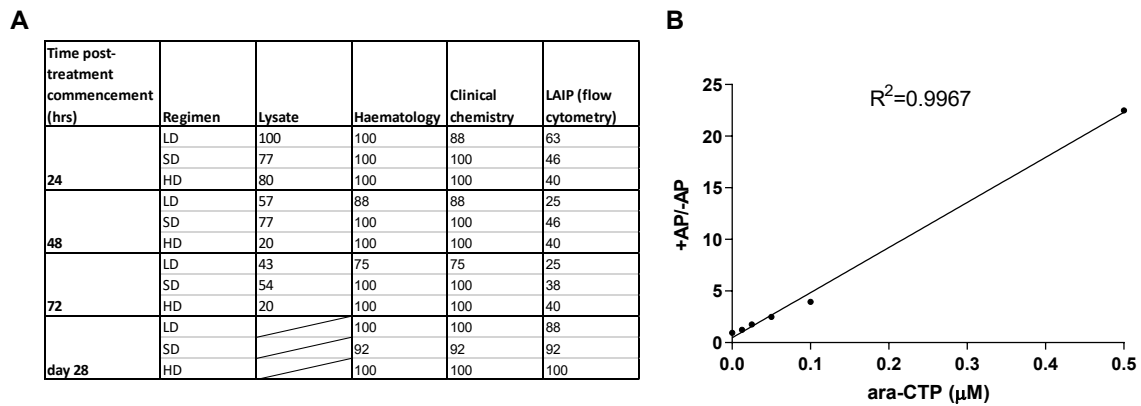 A
Time post-
treatment
commencement
(hrs) Regimen Lysate Haematology Clinical
chemistry LAIP (flow
cytometry)
24 LD 100 100 88 63
SD 77 100 100 46
HD 80 100 100 40
48 LD 57 88 88 25
SD 77 100 100 46
HD 20 100 100 40
72 LD 43 75 75 25
SD 54 100 100 38
HD 20 100 100 40
day 28 LD 100 100 88
SD 92 92 92
HD 100 100 100
B
R²=0.9967
+AP/-AP
25
20
15
10
5
0
0.0 0.1 0.2 0.3 0.4 0.5
ara-CTP (μM)